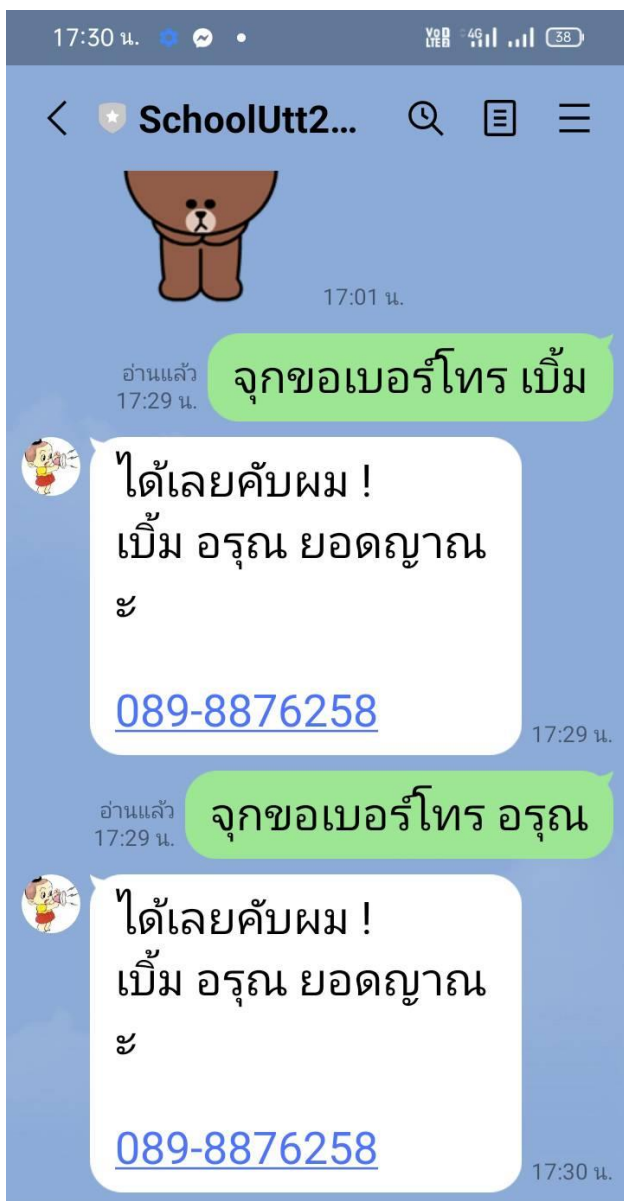 17:30 น.
VoD LTEB 4G 38
SchoolUtt2...
17:01 น.
อ่านแล้ว
17:29 น.
จุกขอเบอร์โทร เบิ้ม
ได้เลยคับผม !
เบิ้ม อรุณ ยอดญาณ
ะ
089-8876258
17:29 น.
อ่านแล้ว
17:29 น.
จุกขอเบอร์โทร อรุณ
ได้เลยคับผม !
เบิ้ม อรุณ ยอดญาณ
ะ
089-8876258
17:30 น.